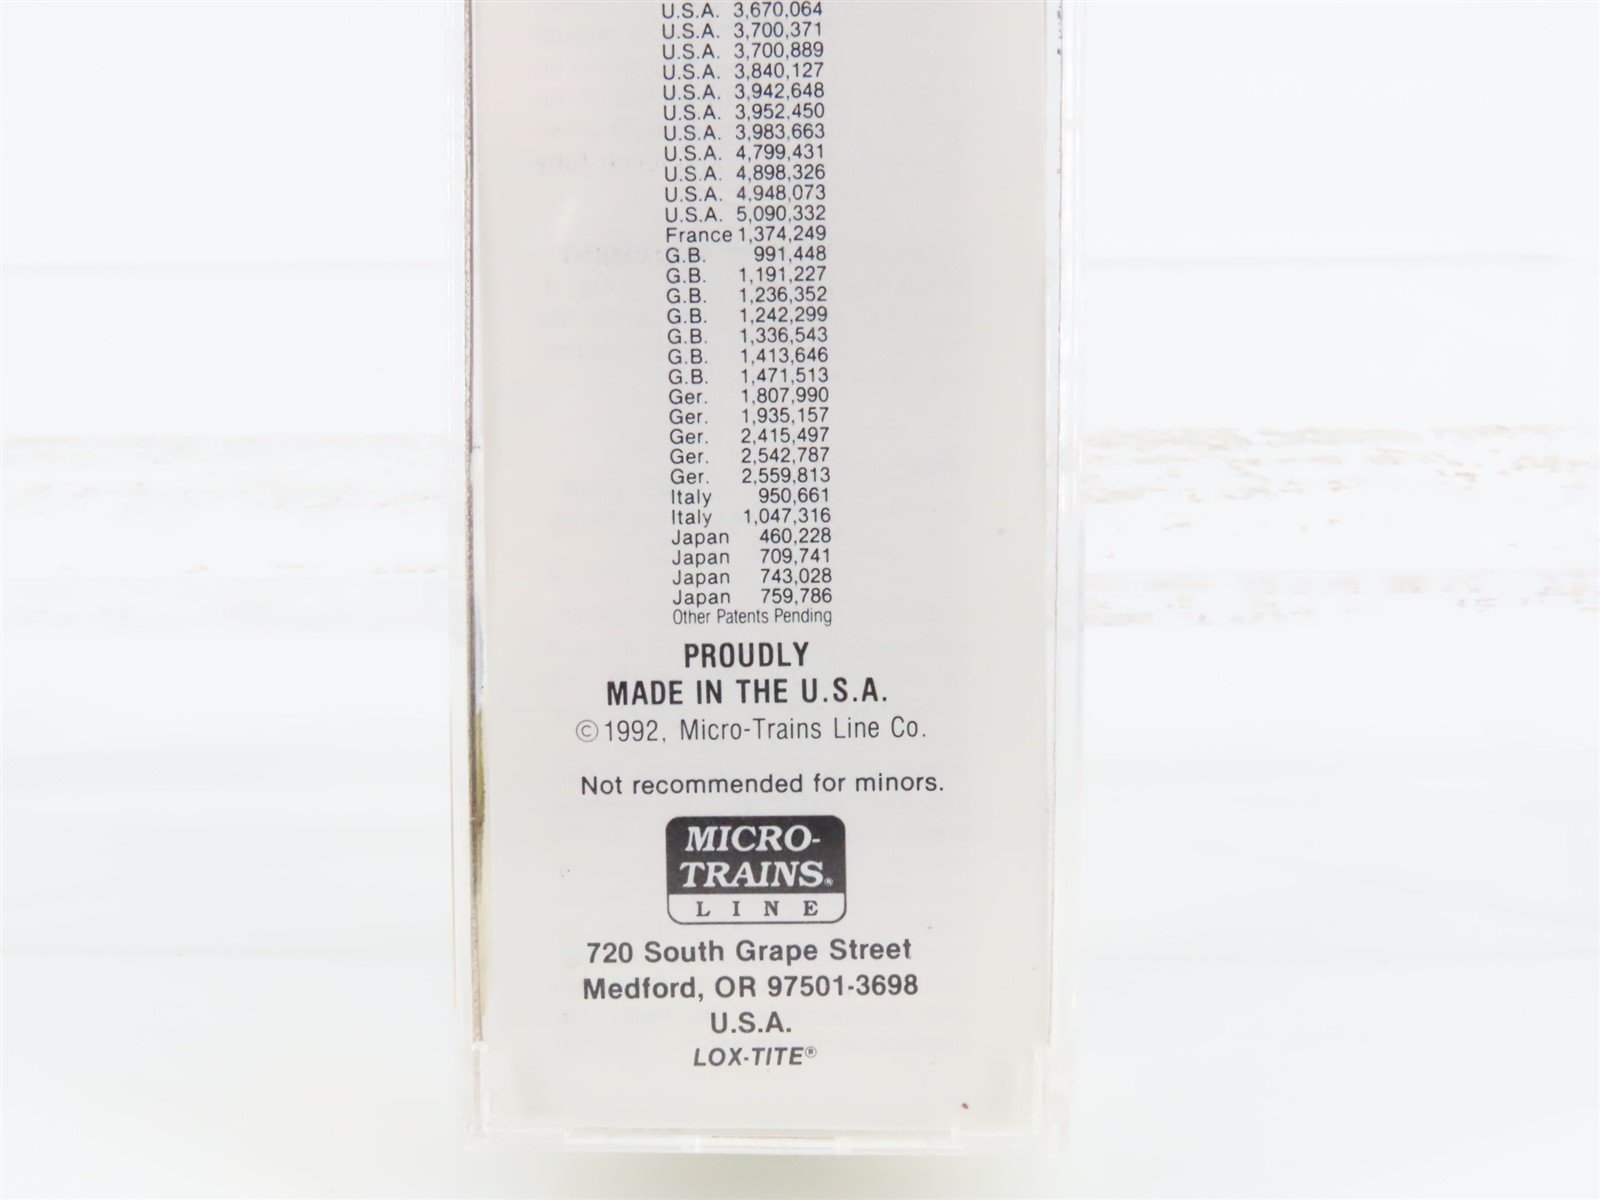 U.S.A. 3,670,064
U.S.A. 3,700,371
U.S.A. 3,700,889
U.S.A. 3,840,127
U.S.A. 3,942,648
U.S.A. 3,952,450
U.S.A. 3,983,663
U.S.A. 4,799,431
U.S.A. 4,898,326
U.S.A. 4.948,073
U.S.A. 5,090,332
France 1,374,249
G.B. 991,448
G.B. 1,191,227
G.B. 1,236,352
G.B. 1,242,299
G.B. 1,336,543
G.B. 1,413,646
G.B. 1,471,513
Ger. 1,807,990
Ger. 1,935,157
Ger. 2,415,497
Ger. 2,542,787
Ger. 2,559,813
Italy 950,661
Italy 1,047,316
Japan 460,228
Japan 709,741
Japan 743,028
Japan 759,786
Other Patents Pending
PROUDLY
MADE IN THE U.S.A.
©1992, Micro-Trains Line Co.
Not recommended for minors.
MICRO-
TRAINS®
LINE
720 South Grape Street
Medford, OR 97501-3698
U.S.A.
LOX-TITE®